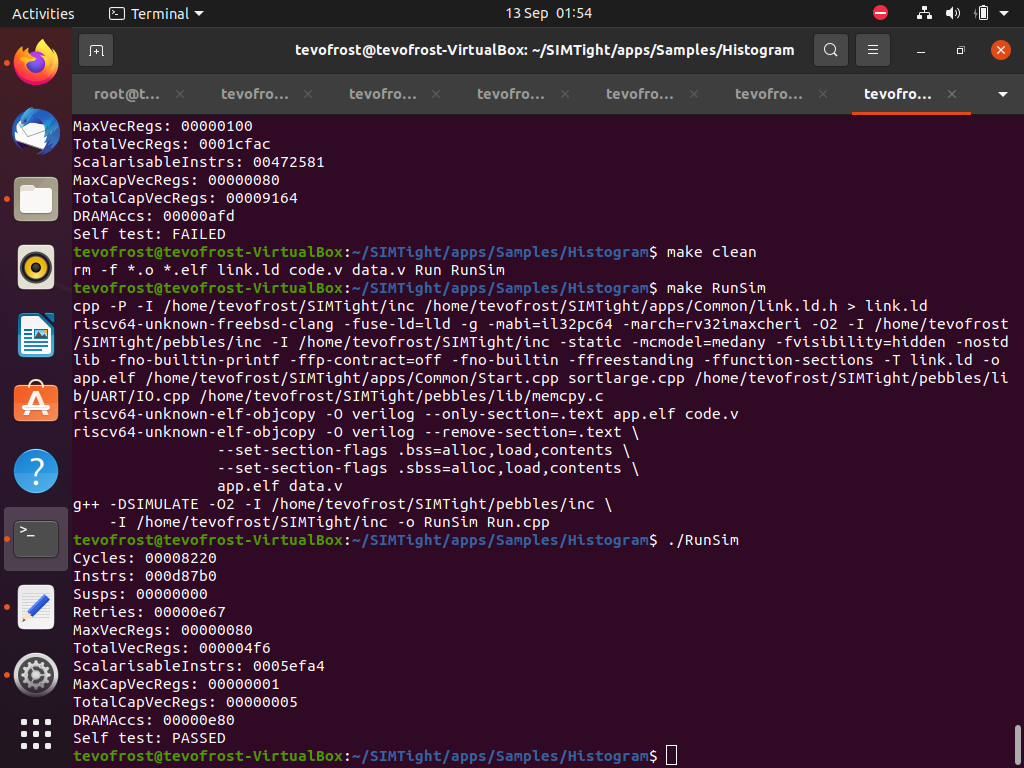 Activities
Terminal
13 Sep 01:54
tevofrost@tevofrost-VirtualBox: ~/SIMTight/apps/Samples/Histogram
root@t...
tevofro...
tevofro...
tevofro...
tevofro...
tevofro...
tevofro...
MaxVecRegs: 00000100
TotalVecRegs: 0001cfac
ScalarisableInstrs: 00472581
MaxCapVecRegs: 00000080
TotalCapVecRegs: 00009164
DRAMAccs: 00000afd
Self test: FAILED
tevofrost@tevofrost-VirtualBox:~/SIMTight/apps/Samples/Histogram$ make clean
rm -f *.o *.elf link.ld code.v data.v Run RunSim
tevofrost@tevofrost-VirtualBox:~/SIMTight/apps/Samples/Histogram$ make RunSim
cpp -P -I /home/tevofrost/SIMTight/inc /home/tevofrost/SIMTight/apps/Common/link.ld.h > link.ld
riscv64-unknown-freebsd-clang -fuse-ld=lld -g -mabi=il32pc64 -march=rv32imaxcheri -O2 -I /home/tevofrost
/SIMTight/pebbles/inc -I /home/tevofrost/SIMTight/inc -static -mcmodel=medany -fvisibility=hidden -nostd
lib -fno-builtin-printf -ffp-contract=off -fno-builtin -ffreestanding -ffunction-sections -T link.ld -o
app.elf /home/tevofrost/SIMTight/apps/Common/Start.cpp sortlarge.cpp /home/tevofrost/SIMTight/pebbles/li
b/UART/IO.cpp /home/tevofrost/SIMTight/pebbles/lib/memcpy.c
riscv64-unknown-elf-objcopy -O verilog --only-section=.text app.elf code.v
riscv64-unknown-elf-objcopy -O verilog --remove-section=.text \
--set-section-flags .bss=alloc,load,contents \
--set-section-flags .sbss=alloc,load,contents \
app.elf data.v
g++ -DSIMULATE -O2 -I /home/tevofrost/SIMTight/pebbles/inc \
-I /home/tevofrost/SIMTight/inc -o RunSim Run.cpp
tevofrost@tevofrost-VirtualBox:~/SIMTight/apps/Samples/Histogram$ ./RunSim
Cycles: 00008220
Instrs: 000d87b0
Susps: 00000000
Retries: 00000e67
MaxVecRegs: 00000080
TotalVecRegs: 000004f6
ScalarisableInstrs: 0005efa4
MaxCapVecRegs: 00000001
TotalCapVecRegs: 00000005
DRAMAccs: 00000e80
Self test: PASSED
tevofrost@tevofrost-VirtualBox:~/SIMTight/apps/Samples/Histogram$